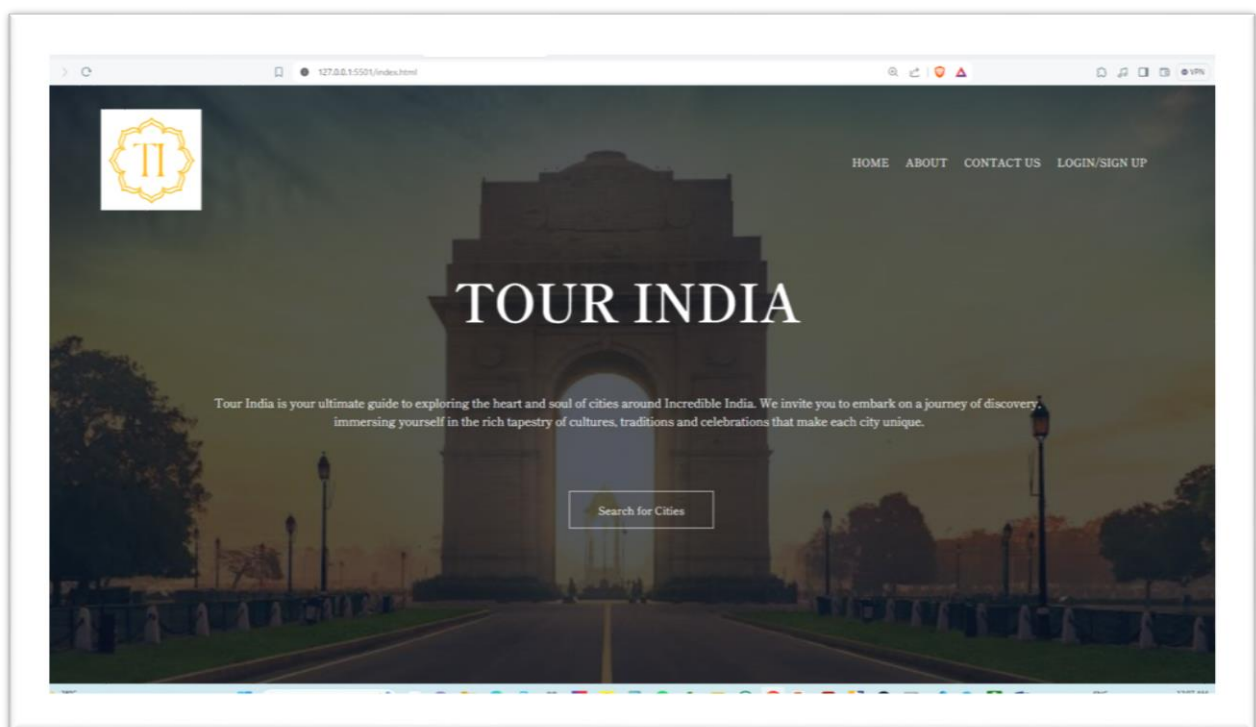 127.0.0.1:5501/index.html
VPN
TI
HOME ABOUT CONTACT US LOGIN/SIGN UP
TOUR INDIA
Tour India is your ultimate guide to exploring the heart and soul of cities around Incredible India. We invite you to embark on a journey of discovery,
immersing yourself in the rich tapestry of cultures, traditions and celebrations that make each city unique.
Search for Cities